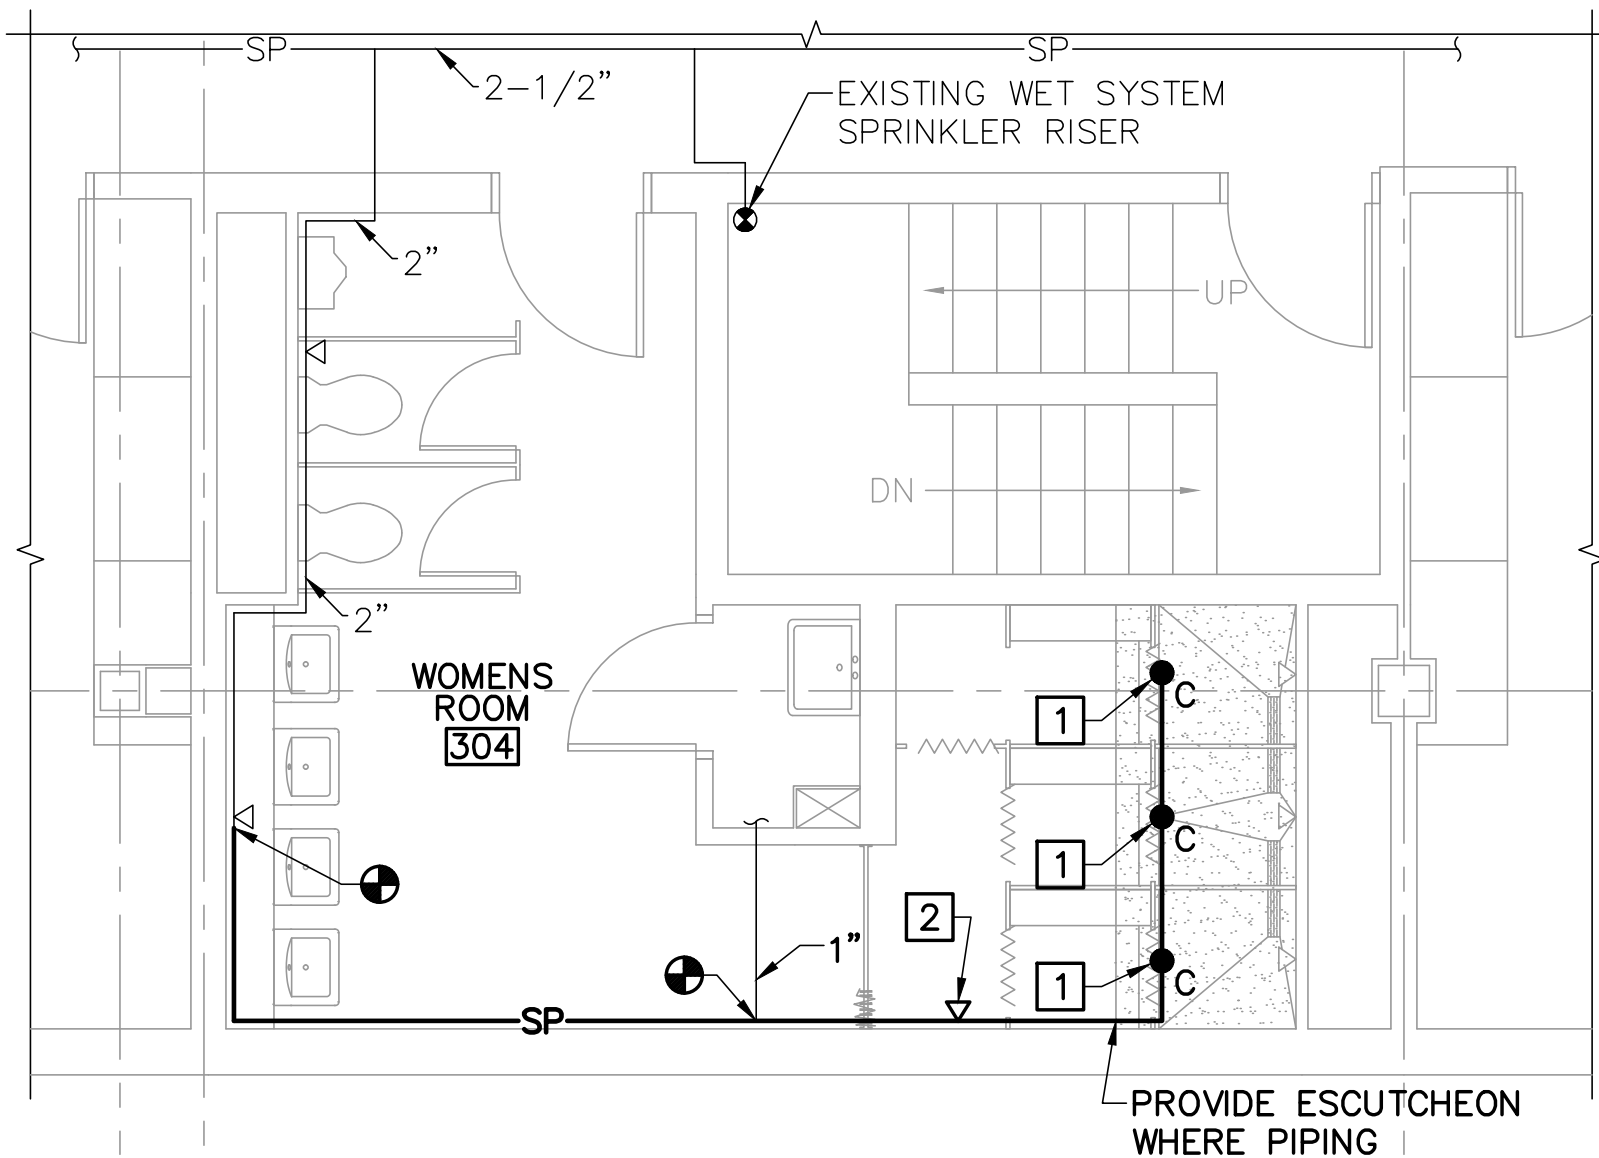 SP
SP
2-1/2"
EXISTING WET SYSTEM
SPRINKLER RISER
2"
UP
DN
2"
WOMENS
ROOM
304
1
C
1
C
2
1"
1
C
SP
PROVIDE ESCUTCHEON
WHERE PIPING